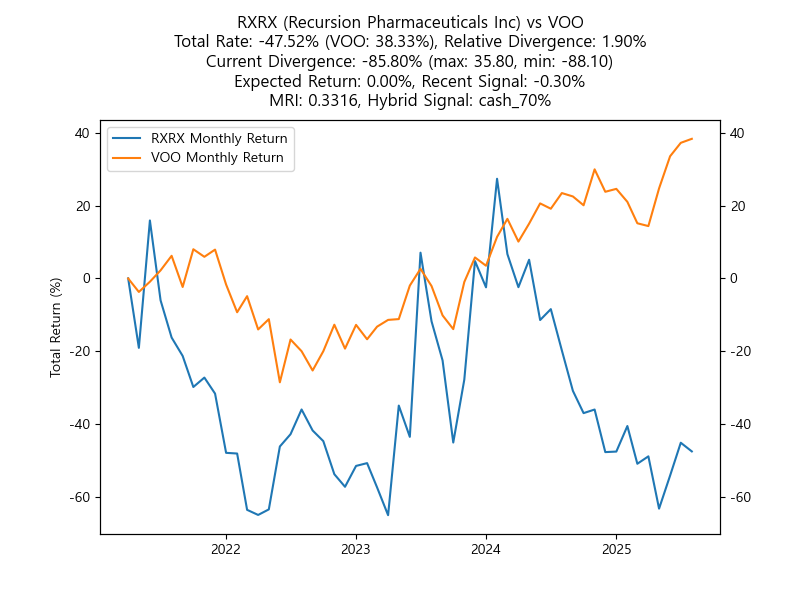 RXRX (Recursion Pharmaceuticals Inc) vs VOO
Total Rate: -47.52% (VOO: 38.33%), Relative Divergence: 1.90%
Current Divergence: -85.80% (max: 35.80, min: -88.10)
Expected Return: 0.00%, Recent Signal: -0.30%
MRI: 0.3316, Hybrid Signal: cash_70%
RXRX Monthly Return
VOO Monthly Return
Total Return (%)
40
20
0
-20
-40
-60
40
20
0
-20
-40
-60
2022 2023 2024 2025